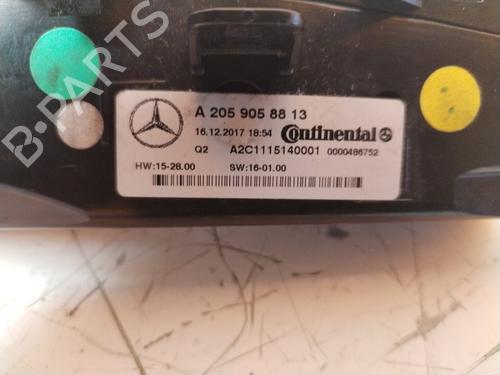 B-PARTS
A 205 905 88 13
16.12.2017 18:54 Continental
Q2 A2C1115140001 0000486752
HW:15-28.00 SW:16-01.00